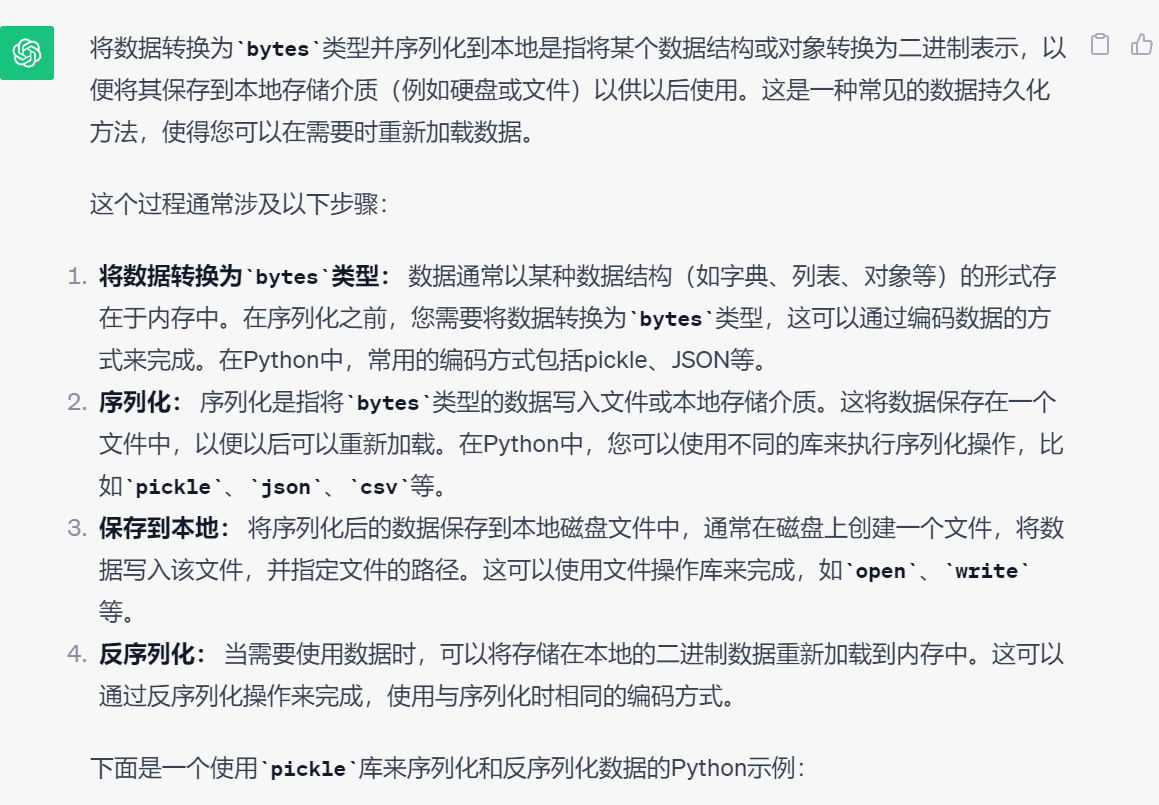 将数据转换为`bytes`类型并序列化到本地是指将某个数据结构或对象转换为二进制表示，以
便将其保存到本地存储介质（例如硬盘或文件）以供以后使用。这是一种常见的数据持久化
方法，使得您可以在需要时重新加载数据。
这个过程通常涉及以下步骤：
1. 将数据转换为`bytes`类型： 数据通常以某种数据结构（如字典、列表、对象等）的形式存
在于内存中。在序列化之前，您需要将数据转换为`bytes`类型，这可以通过编码数据的方
式来完成。在Python中，常用的编码方式包括pickle、JSON等。
2. 序列化： 序列化是指将`bytes`类型的数据写入文件或本地存储介质。这将数据保存在一个
文件中，以便以后可以重新加载。在Python中，您可以使用不同的库来执行序列化操作，比
如`pickle`、`json`、`csv`等。
3. 保存到本地： 将序列化后的数据保存到本地磁盘文件中，通常在磁盘上创建一个文件，将数
据写入该文件，并指定文件的路径。这可以使用文件操作库来完成，如`open`、`write`
等。
4. 反序列化： 当需要使用数据时，可以将存储在本地的二进制数据重新加载到内存中。这可以
通过反序列化操作来完成，使用与序列化时相同的编码方式。
下面是一个使用`pickle`库来序列化和反序列化数据的Python示例：